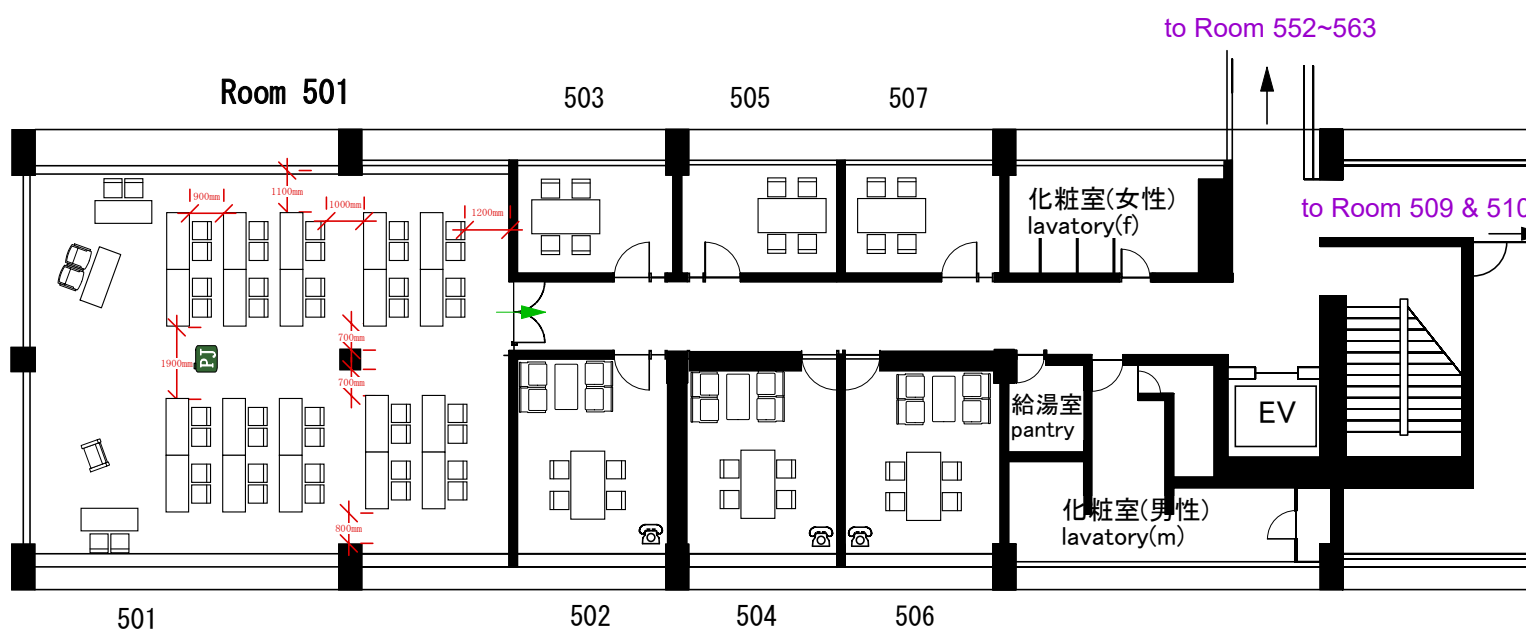 to Room 552~563
Room 501
503
505
507
900mm
1100mm
1000mm
1200mm
化粧室(女性)
lavatory(f)
to Room 509 & 510
PJ
1900mm
700mm
700mm
給湯室
pantry
EV
化粧室(男性)
lavatory(m)
800mm
501
502
504
506